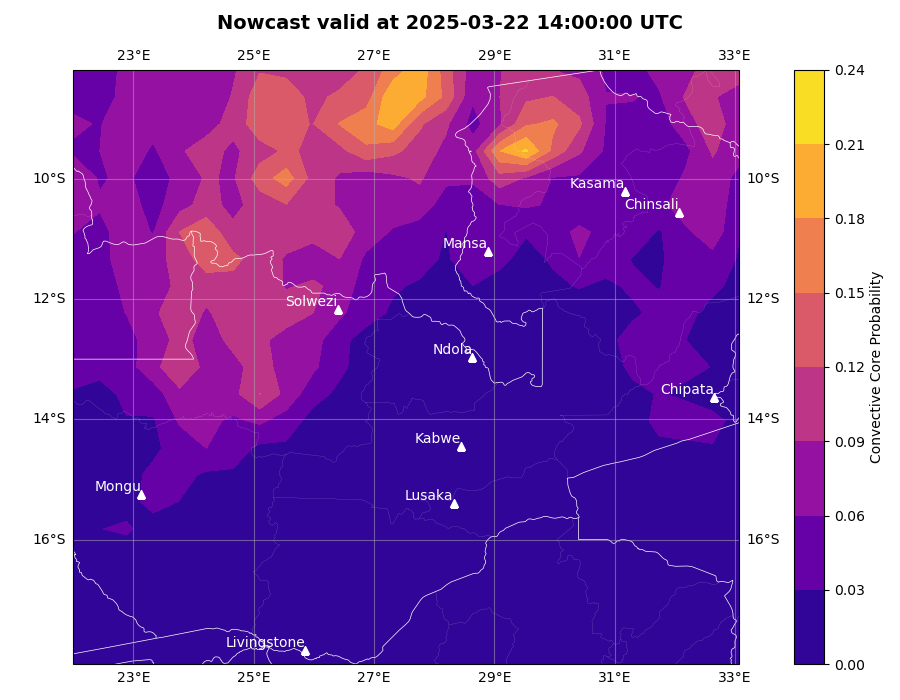 Nowcast valid at 2025-03-22 14:00:00 UTC
23°E 25°E 27°E 29°E 31°E 33°E
0.24
0.21
0.18
0.15
0.12
0.09
0.06
0.03
0.00
Convective Core Probability
10°S 10°S
12°S 12°S
14°S 14°S
16°S 16°S
Kasama
Chinsali
Mansa
Solwezi
Ndola
Chipata
Kabwe
Mongu
Lusaka
Livingstone
23°E 25°E 27°E 29°E 31°E 33°E